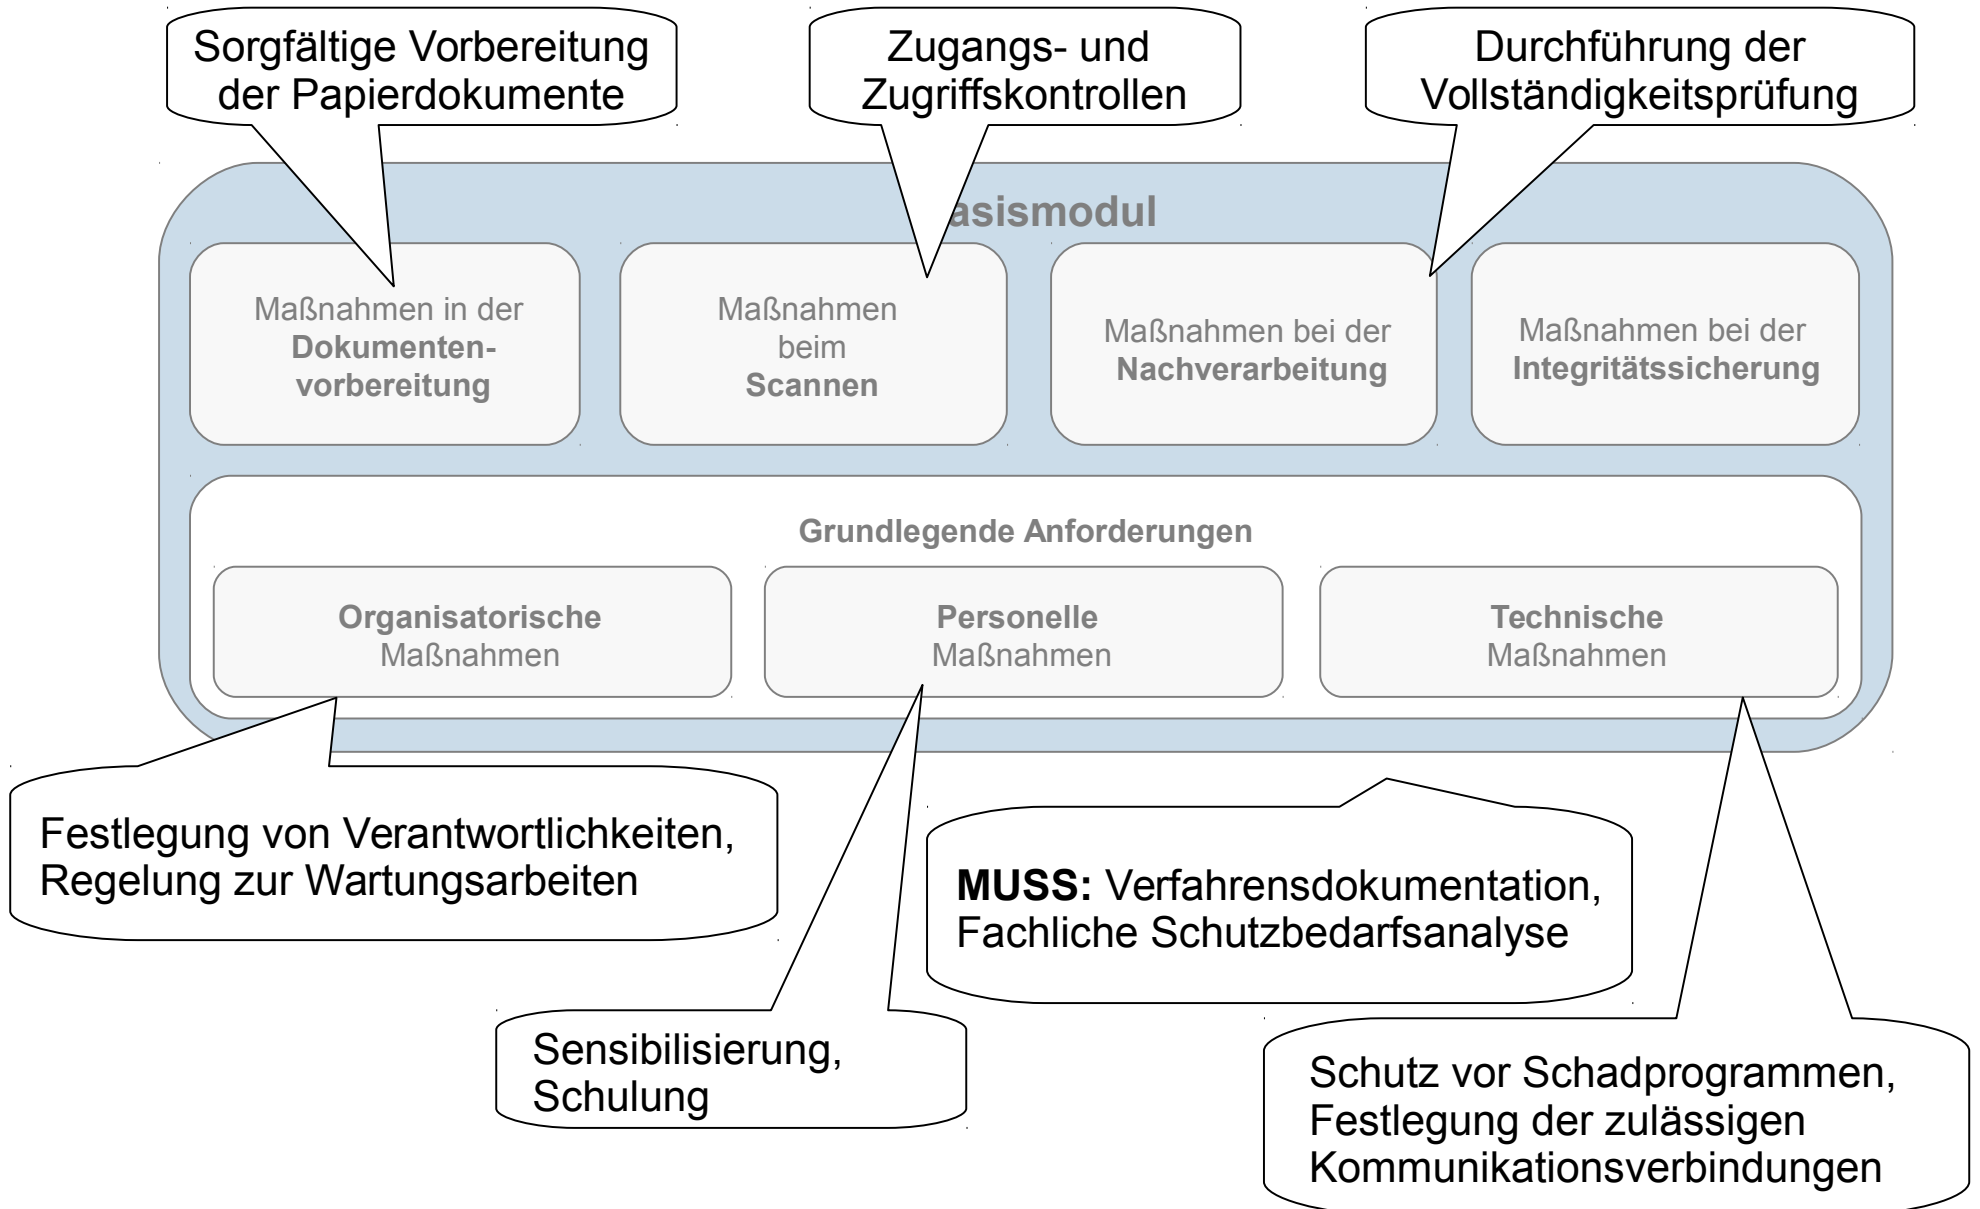 Sorgfältige Vorbereitung
der Papierdokumente
Zugangs- und
Zugriffskontrollen
Durchführung der
Vollständigkeitsprüfung
asismodul
Maßnahmen in der
Dokumenten-
vorbereitung
Maßnahmen
beim
Scannen
Maßnahmen bei der
Nachverarbeitung
Maßnahmen bei der
Integritätssicherung
Grundlegende Anforderungen
Organisatorische
Maßnahmen
Personelle
Maßnahmen
Technische
Maßnahmen
Festlegung von Verantwortlichkeiten,
Regelung zur Wartungsarbeiten
MUSS: Verfahrensdokumentation,
Fachliche Schutzbedarfsanalyse
Sensibilisierung,
Schulung
Schutz vor Schadprogrammen,
Festlegung der zulässigen
Kommunikationsverbindungen